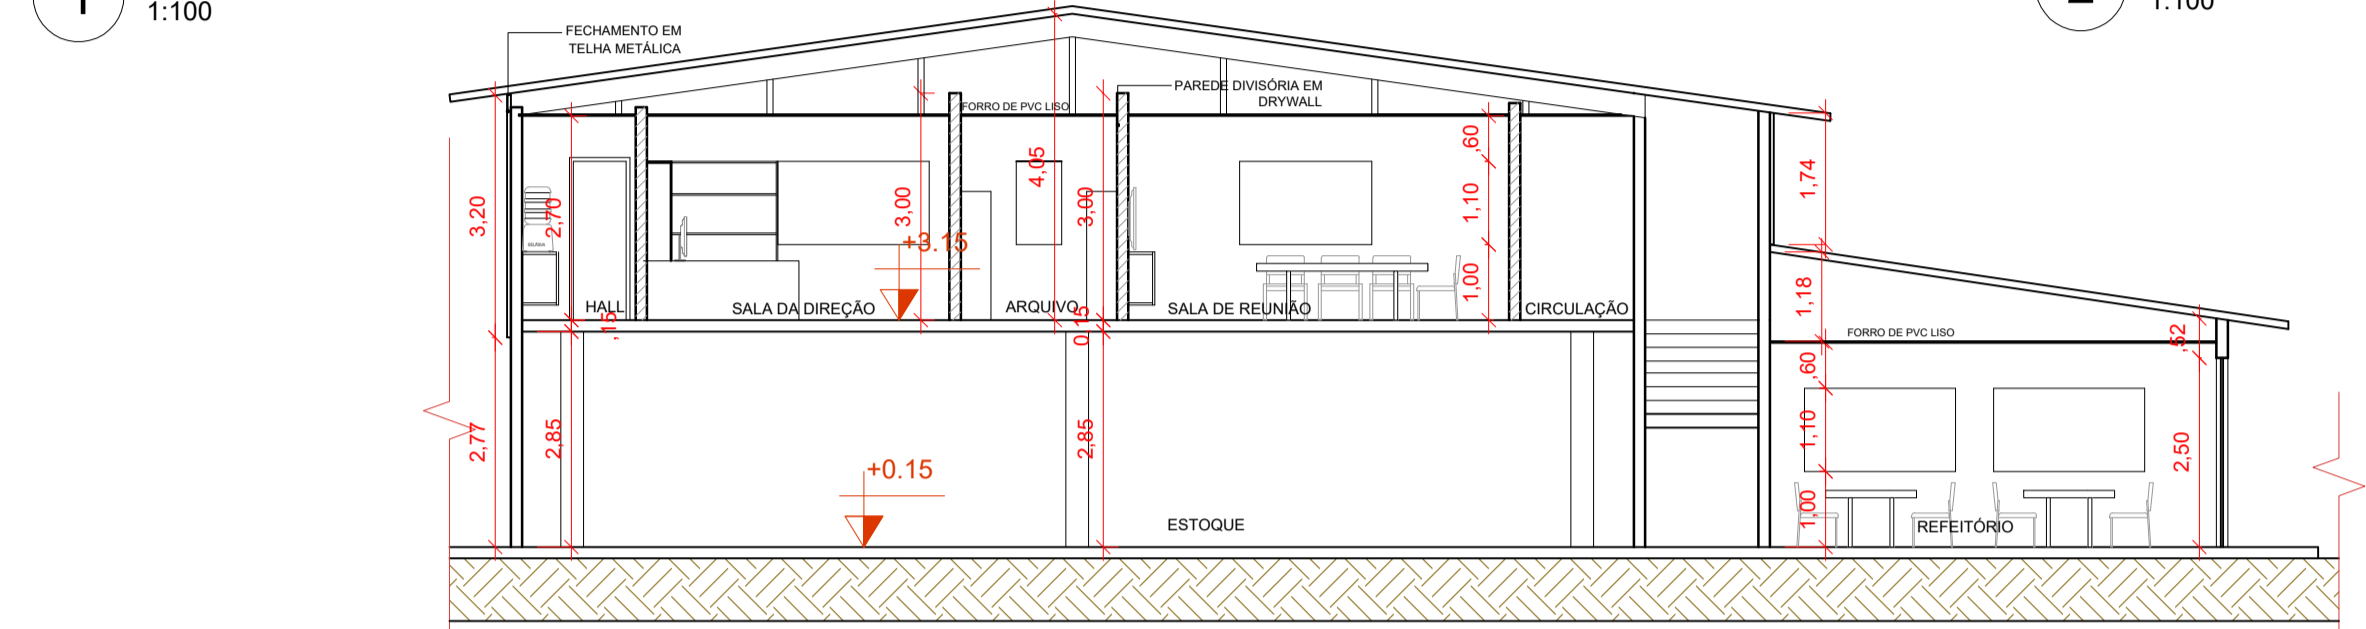 1:100
1:100
FECHAMENTO EM
TELHA METÁLICA
PAREDE DIVISÓRIA EM
DRYWALL
FORRO DE PVC LISO
,60
4,05
1,74
3,20
2,70
3,00
3,00
1,10
+3.15
1,00
1,18
HALL
SALA DA DIREÇÃO
ARQUIVO
SALA DE REUNIÃO
CIRCULAÇÃO
,15
0,15
FORRO DE PVC LISO
,52
,60
2,77
2,85
2,85
1,10
2,50
+0.15
1,00
ESTOQUE
REFEITÓRIO